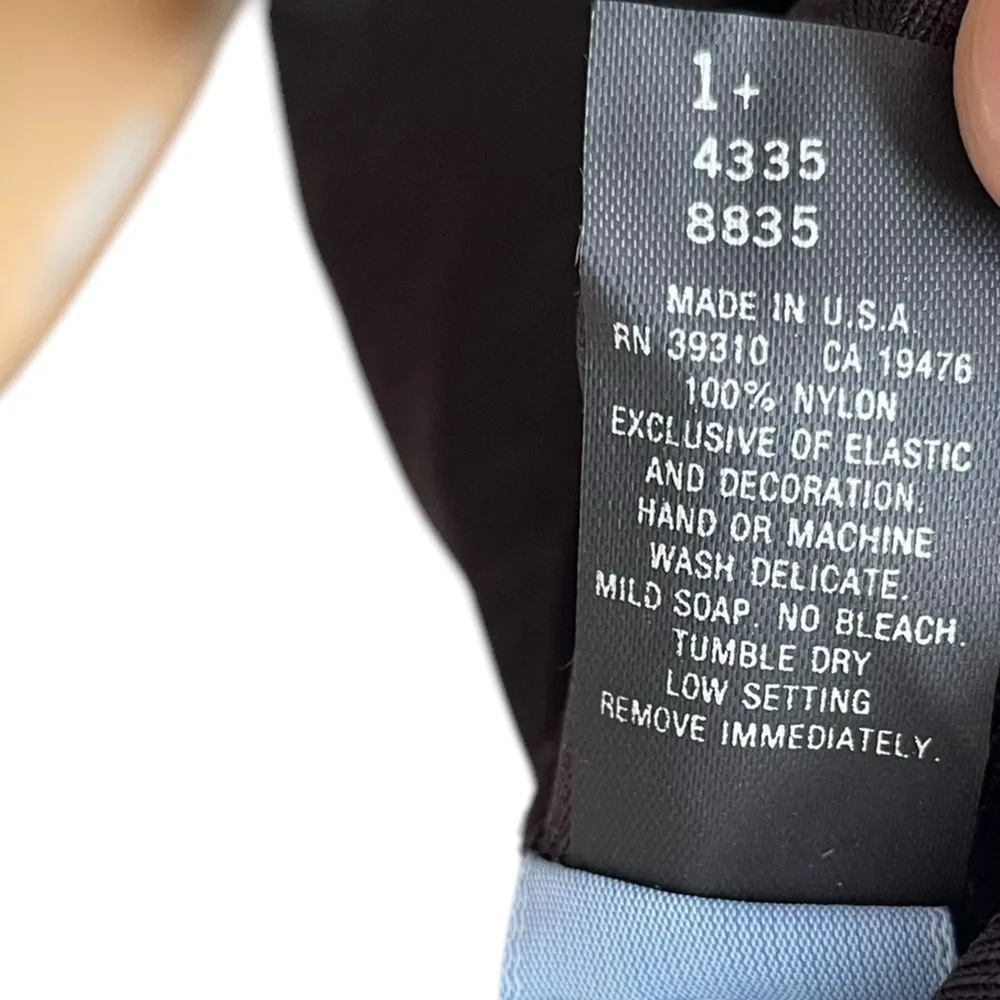 1+
4335
8835
MADE IN U.S.A.
RN 39310 CA 19476
100% NYLON
EXCLUSIVE OF ELASTIC
AND DECORATION.
HAND OR MACHINE
WASH DELICATE.
MILD SOAP. NO BLEACH.
TUMBLE DRY
LOW SETTING
REMOVE IMMEDIATELY.